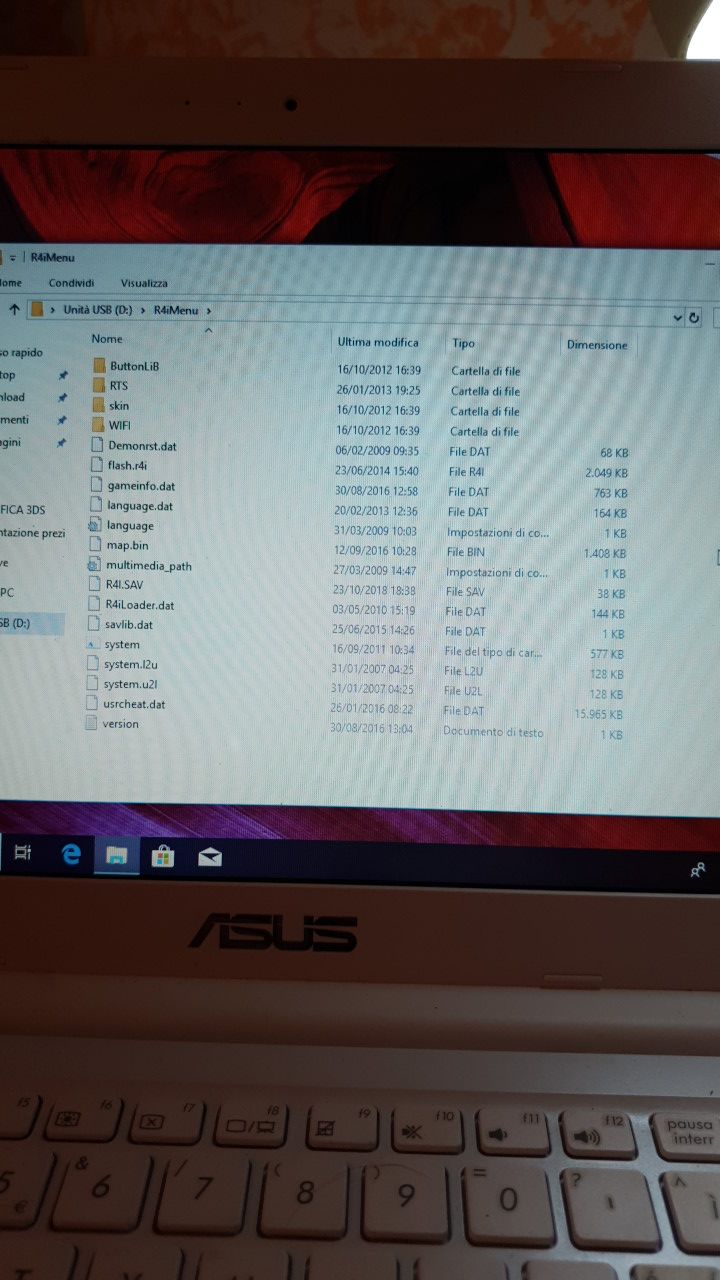 R4iMenu
Home Condividi Visualizza
Unità USB (D:) R4iMenu
Nome Ultima modifica Tipo Dimensione
ButtonLiB 16/10/2012 16:39 Cartella di file
RTS 26/01/2013 19:25 Cartella di file
skin 16/10/2012 16:39 Cartella di file
WIFI 16/10/2012 16:39 Cartella di file
Demonrst.dat 06/02/2009 09:35 File DAT 68 KB
flash.r4i 23/06/2014 15:40 File R4I 2.049 KB
gameinfo.dat 30/08/2016 12:58 File DAT 763 KB
language.dat 20/02/2013 12:36 File DAT 164 KB
language 31/03/2009 10:03 Impostazioni di co... 1 KB
map.bin 12/09/2016 10:28 File BIN 1.408 KB
multimedia_path 27/03/2009 14:47 Impostazioni di co... 1 KB
R4I.SAV 23/10/2018 18:38 File SAV 38 KB
R4iLoader.dat 03/05/2010 15:19 File DAT 144 KB
savlib.dat 25/06/2015 14:26 File DAT 1 KB
system 16/09/2011 10:34 File del tipo di car... 577 KB
system.l2u 31/01/2007 04:25 File L2U 128 KB
system.u2l 31/01/2007 04:25 File U2L 128 KB
usrcheat.dat 26/01/2016 08:22 File DAT 15.965 KB
version 30/08/2016 13:04 Documento di testo 1 KB
so rapido
top
nload
menti
gini
FICA 3DS
ntazione prezi
ve
PC
SB (D:)
ASUS
f5 f6 f7 f8 f9 f10 f11 f12 pausa
interr
& / ( ) = ? ^
5 € 6 7 8 9 0 ' ì